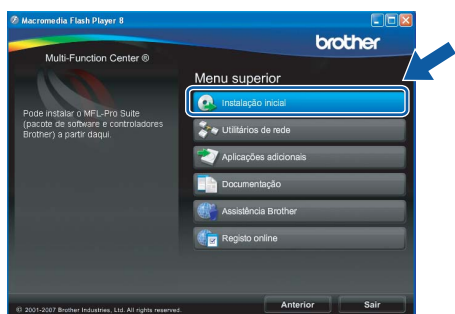 Macromedia Flash Player 8
brother
Multi-Function Center ®
Menu superior
Pode instalar o MFL-Pro Suite
(pacote de software e controladores
Brother) a partir daqui.
Instalação inicial
Utilitários de rede
Aplicações adicionais
Documentação
Assistência Brother
Registo online
© 2001-2007 Brother Industries, Ltd. All rights reserved.
Anterior
Sair